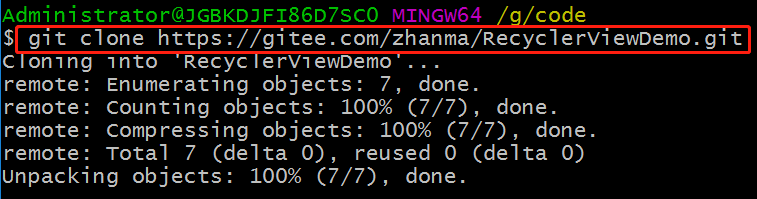 Administrator@JGBKDJFI86D7SC0 MINGW64 /g/code
$ git clone https://gitee.com/zhanma/RecyclerViewDemo.git
Cloning into 'RecyclerViewDemo'...
remote: Enumerating objects: 7, done.
remote: Counting objects: 100% (7/7), done.
remote: Compressing objects: 100% (7/7), done.
remote: Total 7 (delta 0), reused 0 (delta 0)
Unpacking objects: 100% (7/7), done.